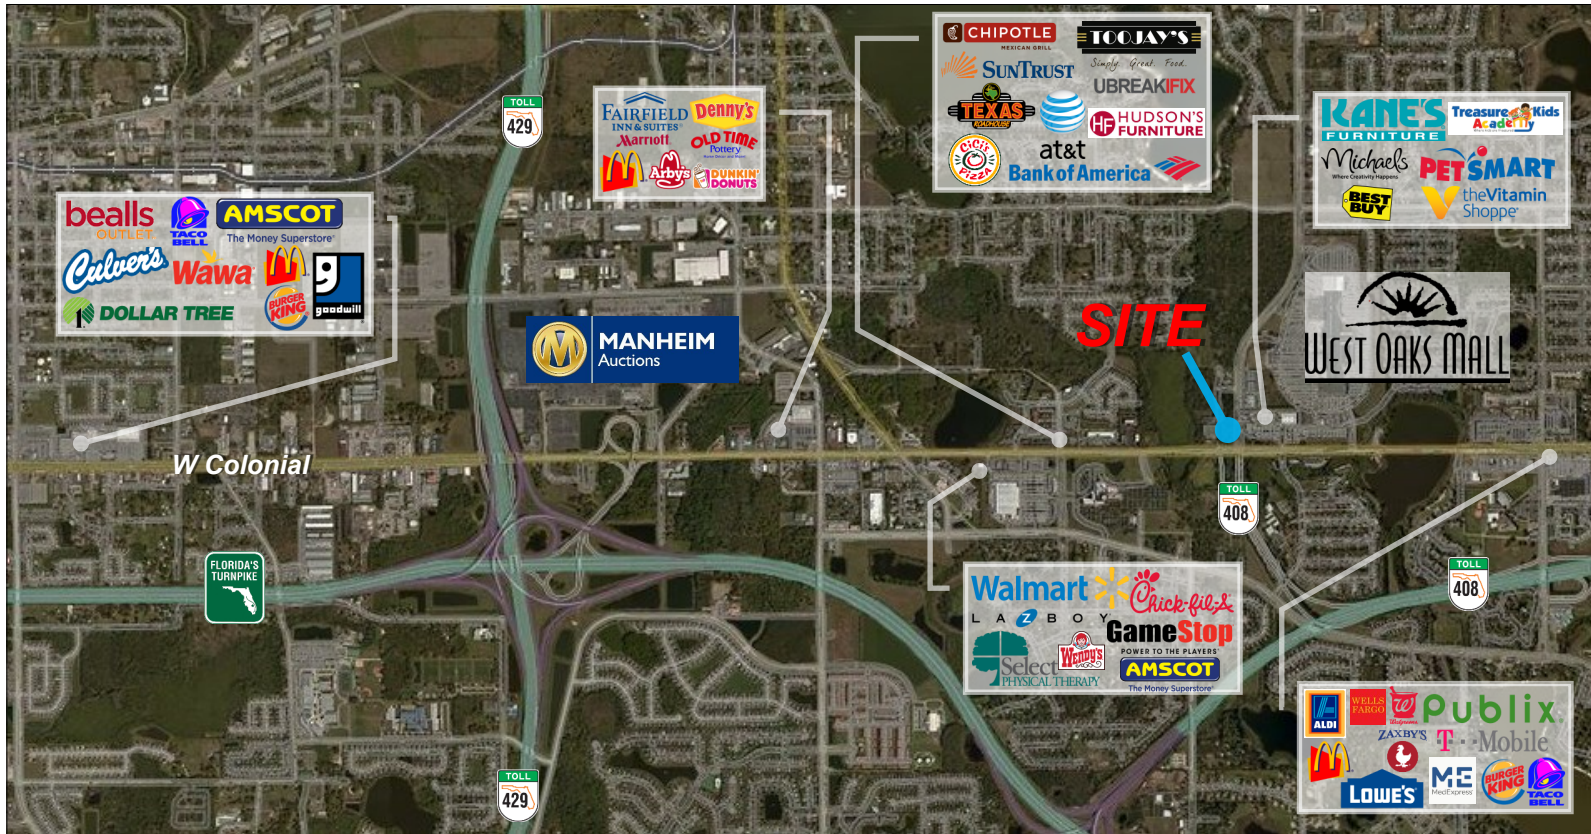 TOLL
429
FAIRFIELD
INN & SUITES®
Marriott
Denny's
OLD TIME
Pottery
M
Arby's
DUNKIN'
DONUTS
CHIPOTLE
MEXICAN GRILL
TOOJAY'S
Simply. Great. Food.
SUNTRUST
UBREAKIFIX
TEXAS
ROADHOUSE
at&t
HF HUDSON'S
FURNITURE
CiCi's
PIZZA
Bank of America
KANE'S
FURNITURE
Treasure Kids
Academy
Michaels
Where Creativity Happens
PETSMART
BEST
BUY
theVitamin
Shoppe®
bealls
OUTLET
TACO
BELL
AMSCOT
The Money Superstore®
Culver's
Wawa
M
BURGER
KING
g
goodwill
1 DOLLAR TREE
M
MANHEIM
Auctions
SITE
WEST OAKS MALL
W Colonial
TOLL
408
FLORIDA'S
TURNPIKE
TOLL
408
Walmart
Chick-fil-A
LAZBOY
GameStop
POWER TO THE PLAYERS®
Select
PHYSICAL THERAPY
Wendy's
AMSCOT
The Money Superstore®
TOLL
429
ALDI
WELLS
FARGO
W
Walgreens
Publix
ZAXBY'S
T··Mobile
M
LOWE'S
ME
MedExpress
BURGER
KING
TACO
BELL